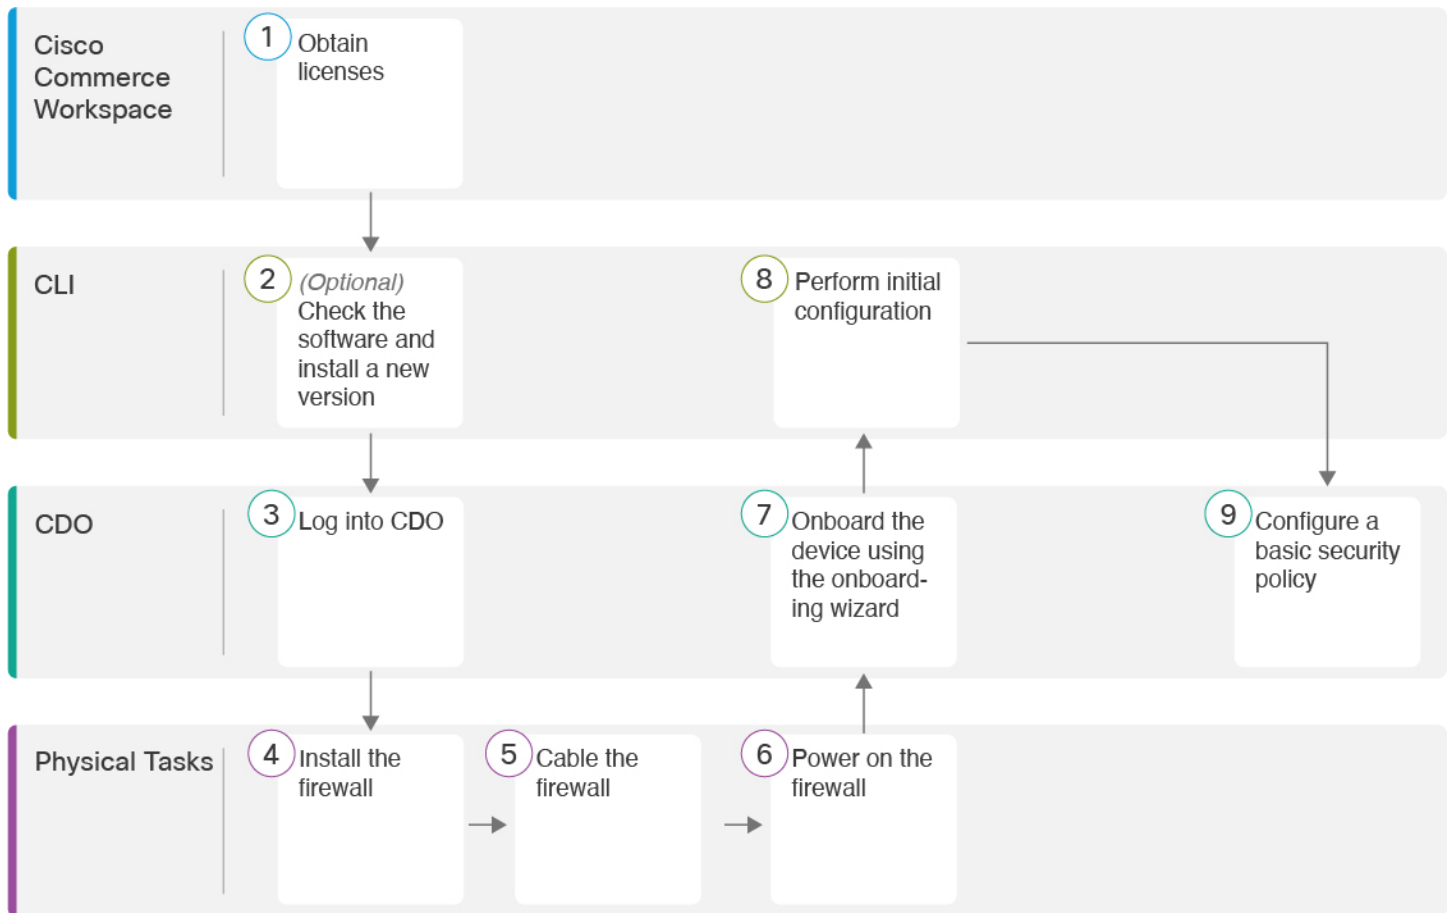 Cisco
Commerce
Workspace
1
Obtain
licenses
CLI
2
(Optional)
Check the
software and
install a new
version
8
Perform initial
configuration
CDO
3
Log into CDO
7
Onboard the
device using
the onboard-
ing wizard
9
Configure a
basic security
policy
Physical Tasks
4
Install the
firewall
5
Cable the
firewall
6
Power on the
firewall